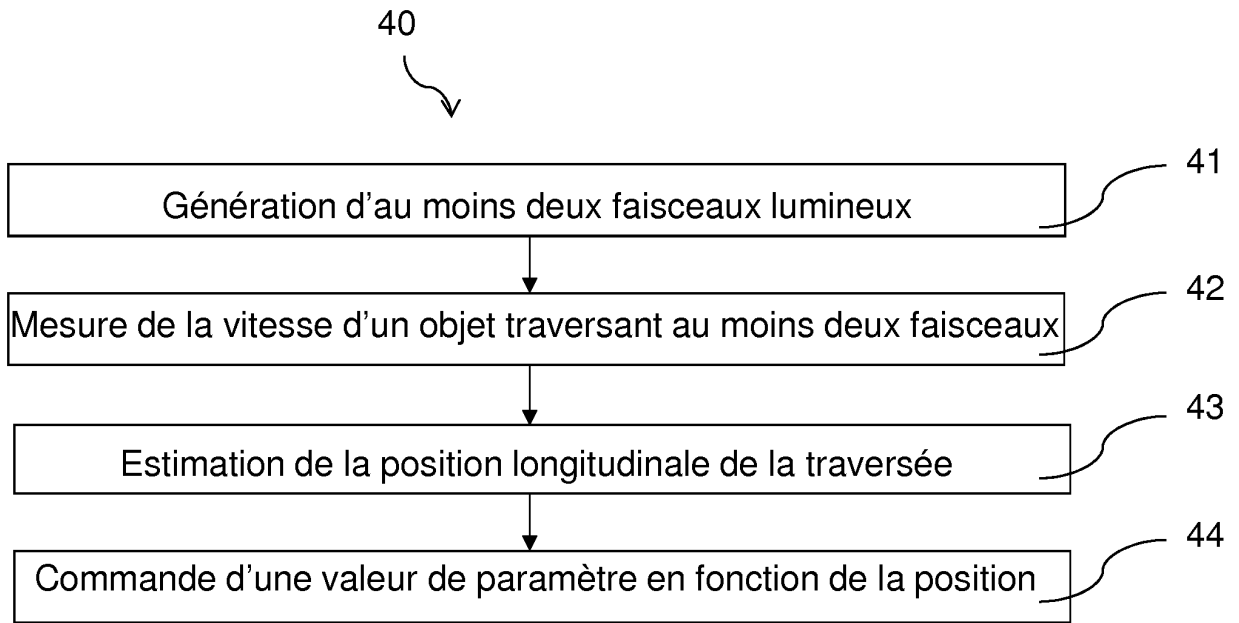 40
Génération d'au moins deux faisceaux lumineux
41
Mesure de la vitesse d'un objet traversant au moins deux faisceaux
42
Estimation de la position longitudinale de la traversée
43
Commande d'une valeur de paramètre en fonction de la position
44